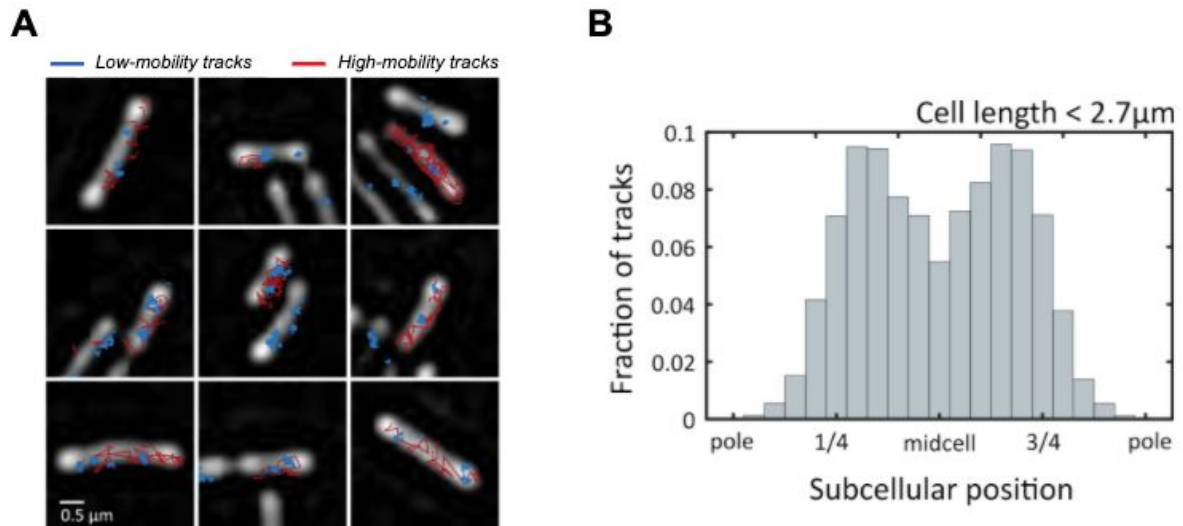 A
Low-mobility tracks High-mobility tracks
0.5 µm
B
Cell length < 2.7µm
Fraction of tracks
0.1
0.08
0.06
0.04
0.02
0
pole 1/4 midcell 3/4 pole
Subcellular position